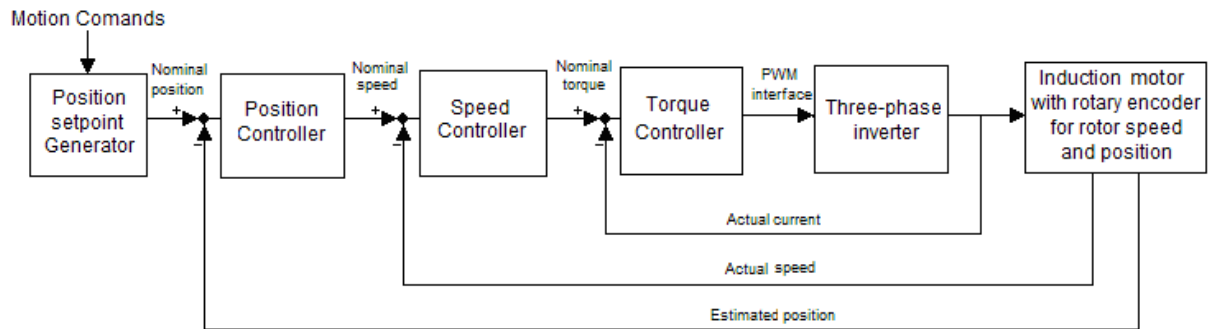 Motion Comands
Position
setpoint
Generator
Nominal
position
+
−
Position
Controller
Nominal
speed
+
−
Speed
Controller
Nominal
torque
+
−
Torque
Controller
PWM
interface
Three-phase
inverter
Induction motor
with rotary encoder
for rotor speed
and position
Actual current
Actual speed
Estimated position